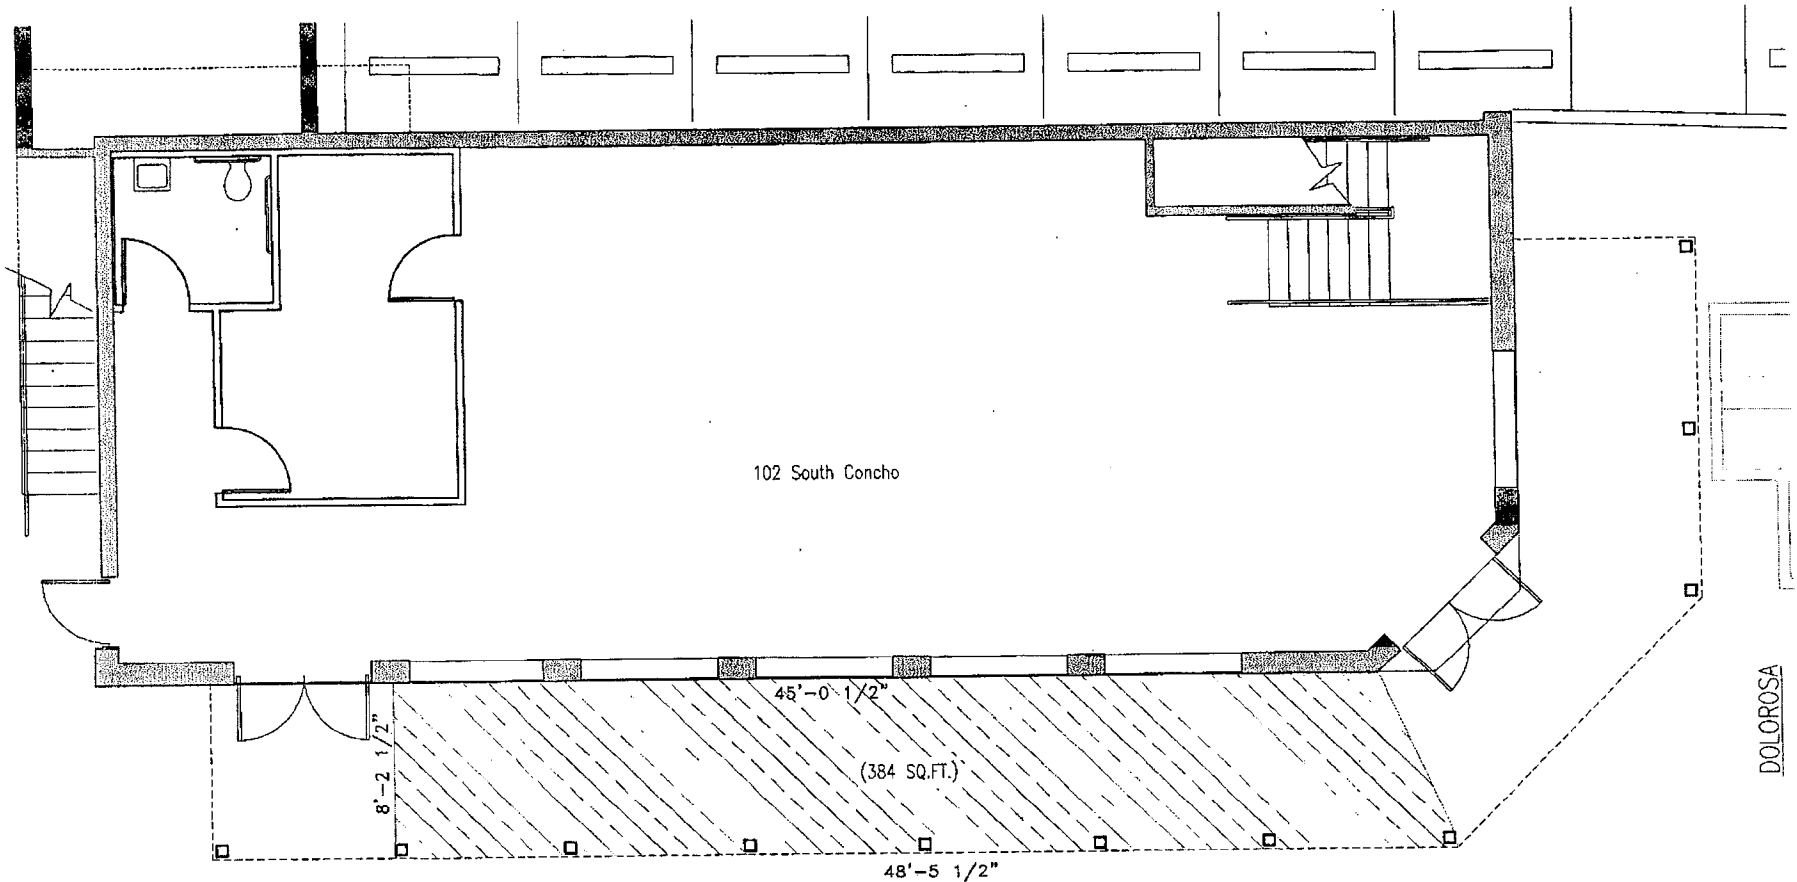 102 South Concho
45'-0 1/2"
8'-2 1/2"
(384 SQ.FT.)
48'-5 1/2"
DOLOROSA